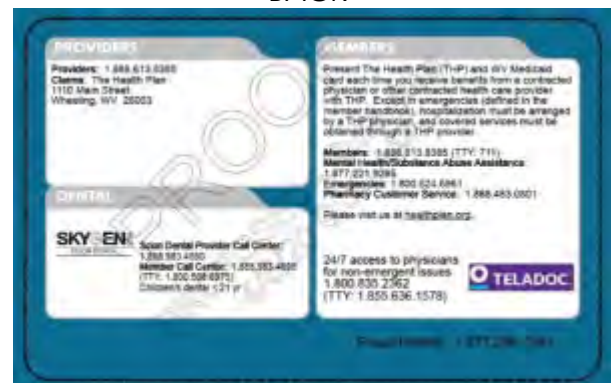 BACK
PROVIDERS
Providers: 1.888.613.8385
Claims: The Health Plan
1110 Main Street
Wheeling, WV 26003
DENTAL
SKYGEN
Scion Dental Provider Call Center:
Member Call Center:
Children's dental <21 yr
MEMBERS
Present The Health Plan (THP) and WV Medicaid
card each time you receive benefits from a contracted
physician or other contracted health care provider
with THP. Except in emergencies (defined in the
member handbook), hospitalization must be arranged
by a THP physician, and covered services must be
obtained through a THP provider.
Members: 1.888.613.8385 (TTY: 711)
Mental Health/Substance Abuse Assistance
Emergencies:
Pharmacy Customer Service:
Please visit us at healthplan.org.
24/7 access to physicians
for non-emergent issues
1.800.835.2362
(TTY: 1.855.636.1578)
TELADOC
PROO